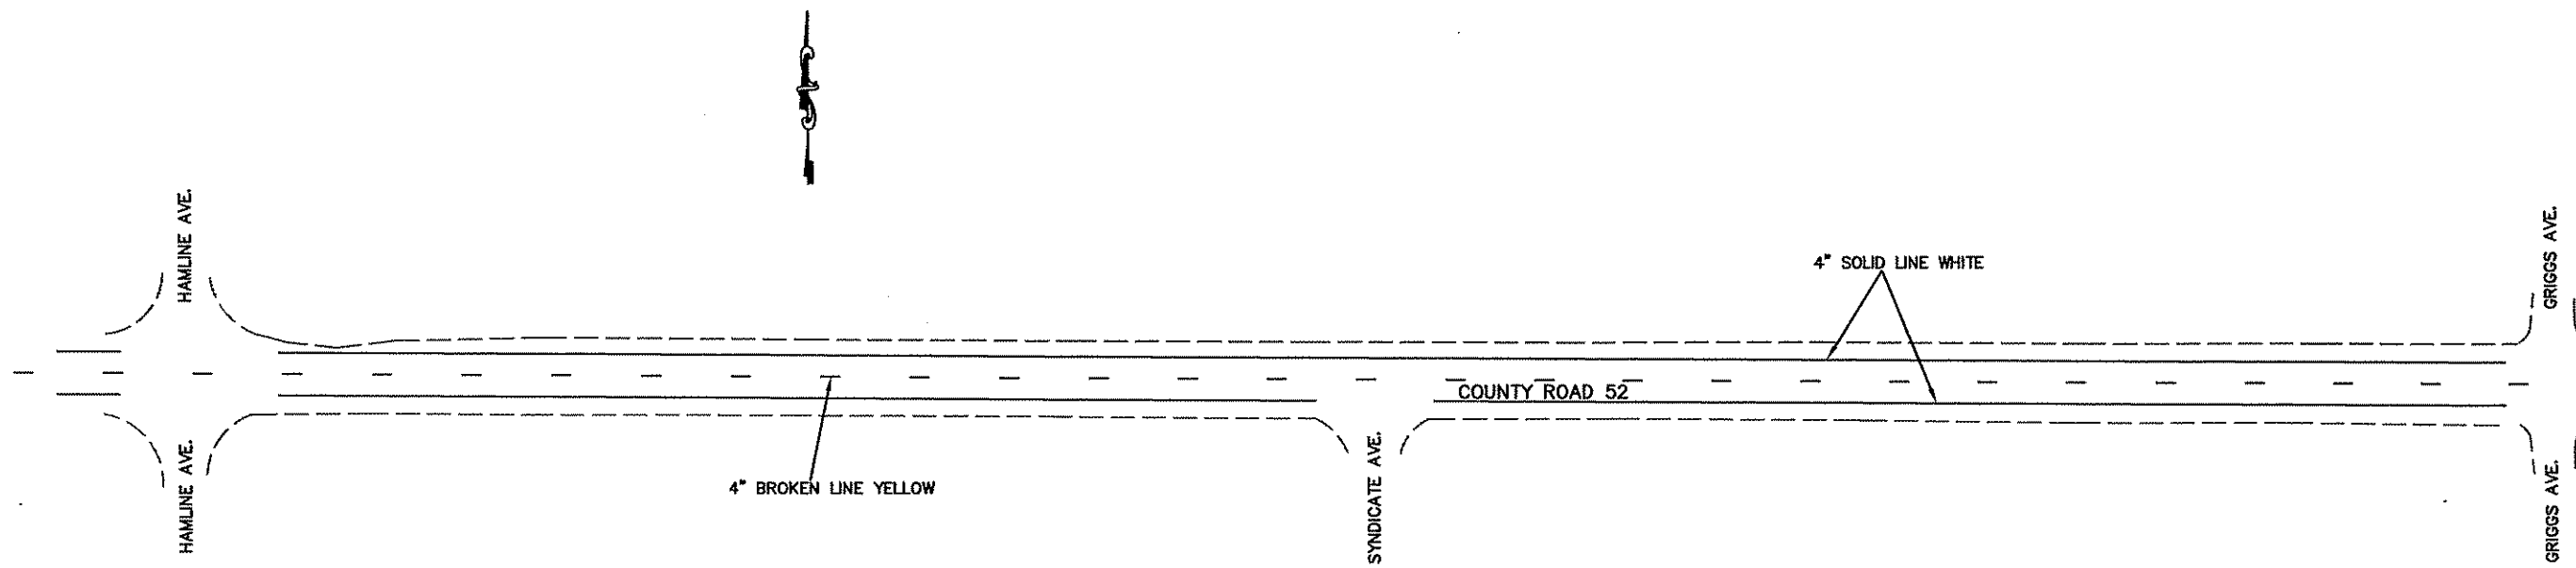 HAMLINE AVE.
GRIGGS AVE.
4" SOLID LINE WHITE
COUNTY ROAD 52
4" BROKEN LINE YELLOW
HAMLINE AVE.
SYNDICATE AVE.
GRIGGS AVE.